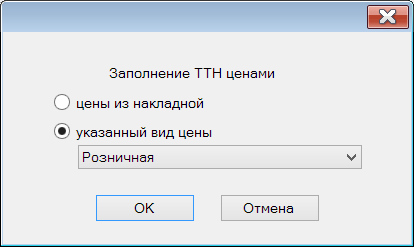 Заполнение ТТН ценами
цены из накладной
указанный вид цены
Розничная
OK
Отмена